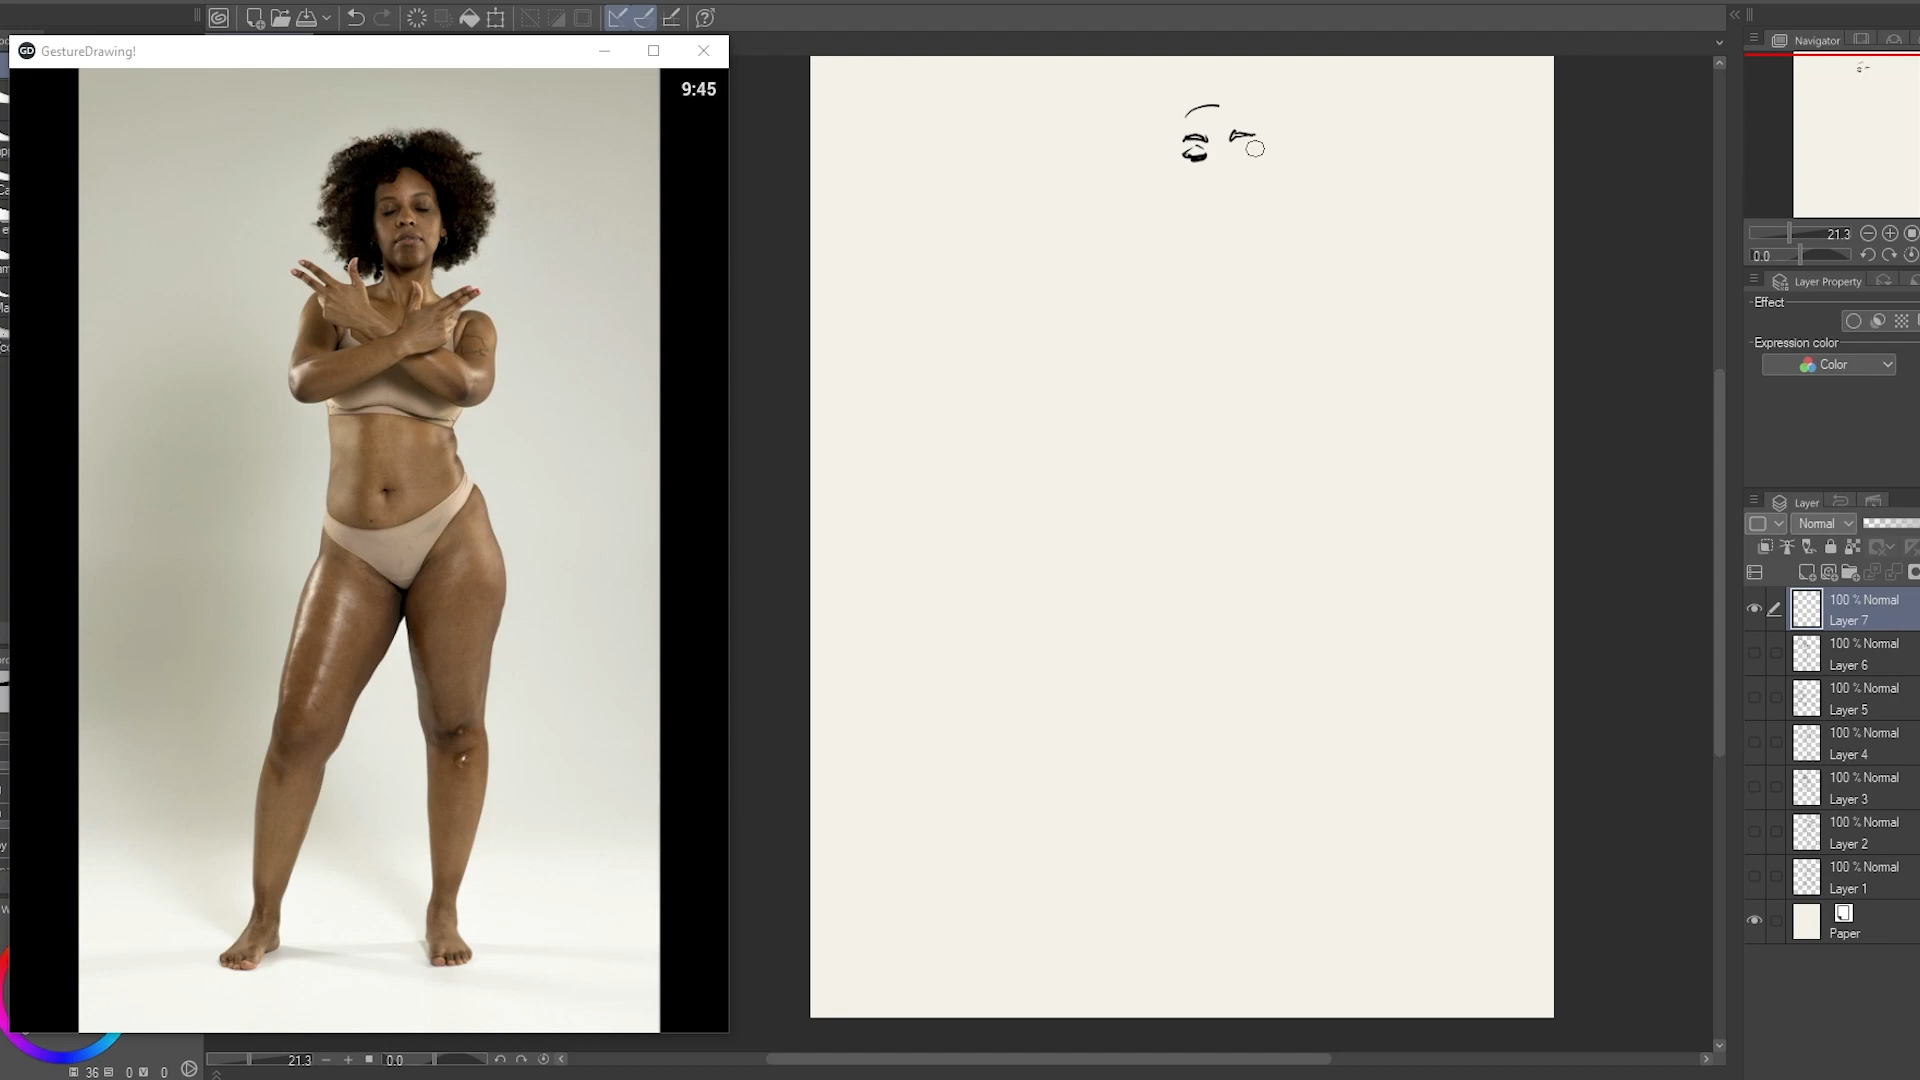 GD GestureDrawing!
9:45
Navigator
21.3
0.0
Layer Property
Effect
Expression color
Color
Layer
Normal
100 % Normal
Layer 7
100 % Normal
Layer 6
100 % Normal
Layer 5
100 % Normal
Layer 4
100 % Normal
Layer 3
100 % Normal
Layer 2
100 % Normal
Layer 1
Paper
21.3
0.0
H 36 S 0 V 0